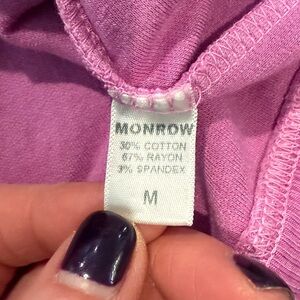 MONROW
30% COTTON
67% RAYON
3% SPANDEX
M